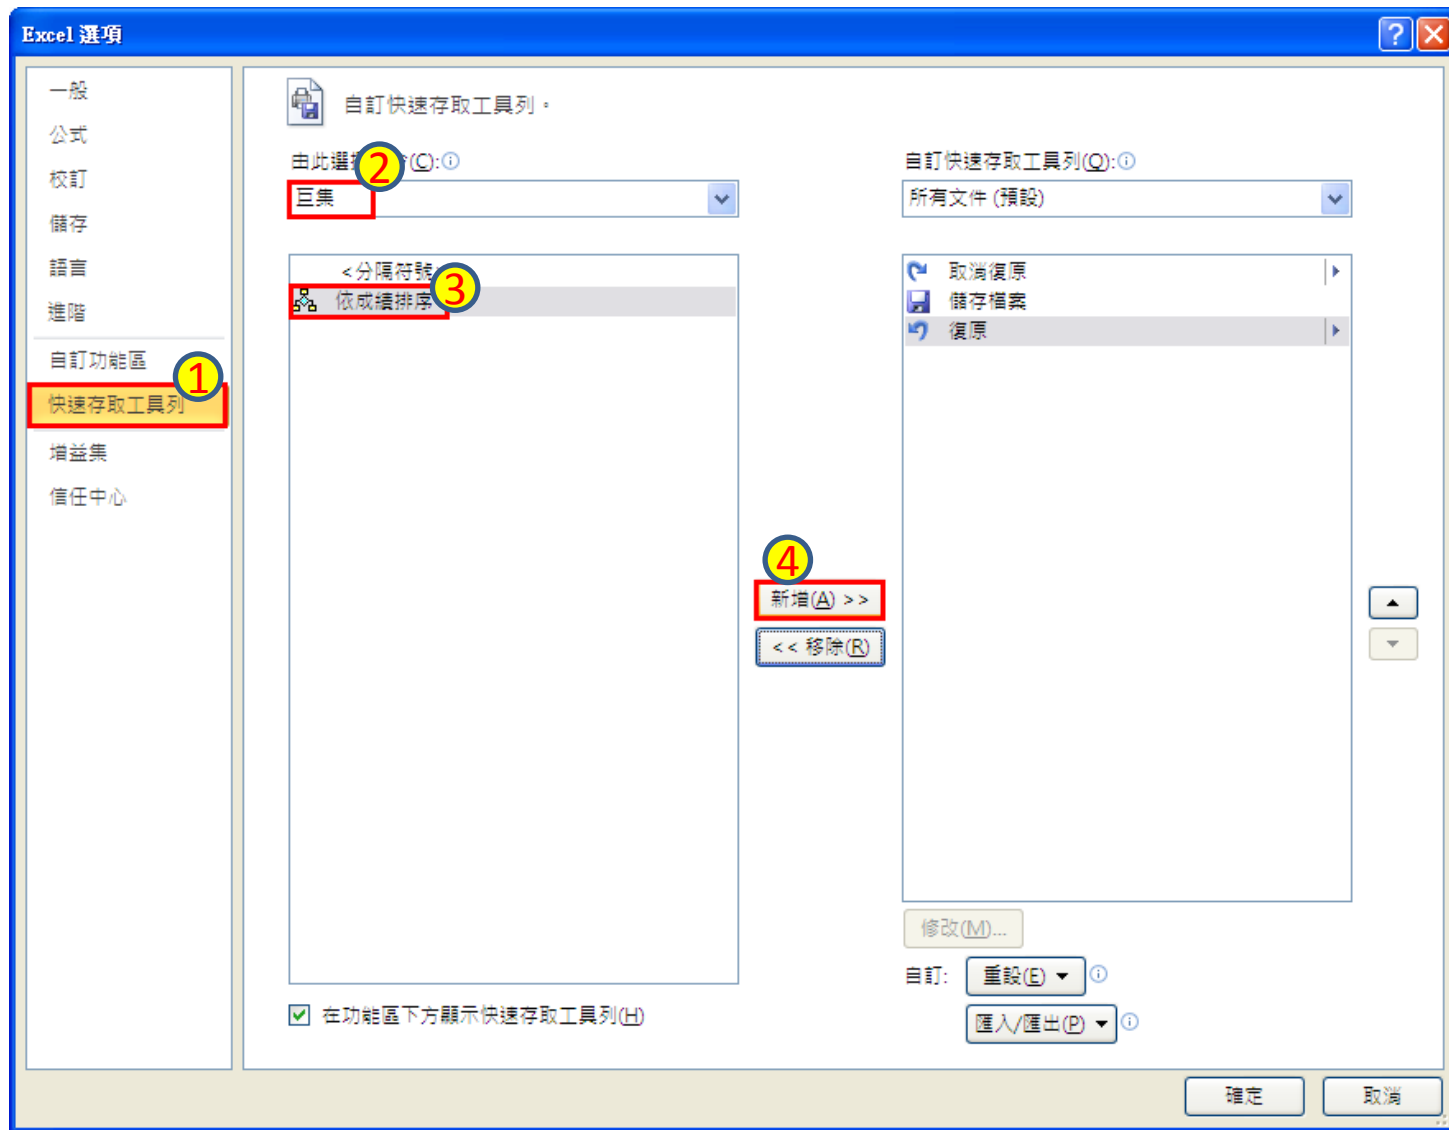 Excel 選項
一般
公式
校訂
儲存
語言
進階
自訂功能區
快速存取工具列
增益集
信任中心
自訂快速存取工具列。
由此選 (C):
巨集
<分隔符號
依成績排序
1
2
3
4
新增(A) >>
<< 移除(R)
自訂快速存取工具列(Q):
所有文件 (預設)
取消復原
儲存檔案
復原
修改(M)...
自訂:
重設(E)
匯入/匯出(P)
在功能區下方顯示快速存取工具列(H)
確定
取消